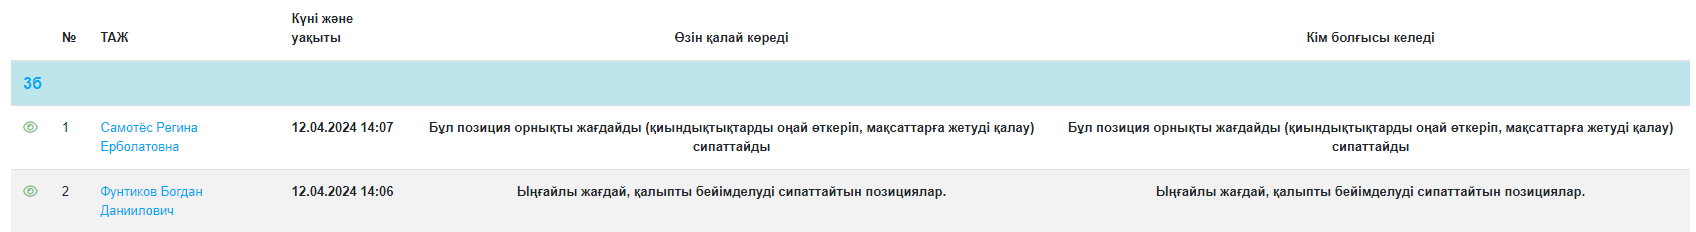 № ТАЖ Күні және уақыты Өзін қалай көреді Кім болғысы келеді
3б
1 Самотёс Регина Ерболатовна 12.04.2024 14:07 Бұл позиция орнықты жағдайды (қиындықтықтарды оңай өткеріп, мақсаттарға жетуді қалау) сипаттайды Бұл позиция орнықты жағдайды (қиындықтықтарды оңай өткеріп, мақсаттарға жетуді қалау) сипаттайды
2 Фунтиков Богдан Даниилович 12.04.2024 14:06 Ыңғайлы жағдай, қалыпты бейімделуді сипаттайтын позициялар. Ыңғайлы жағдай, қалыпты бейімделуді сипаттайтын позициялар.